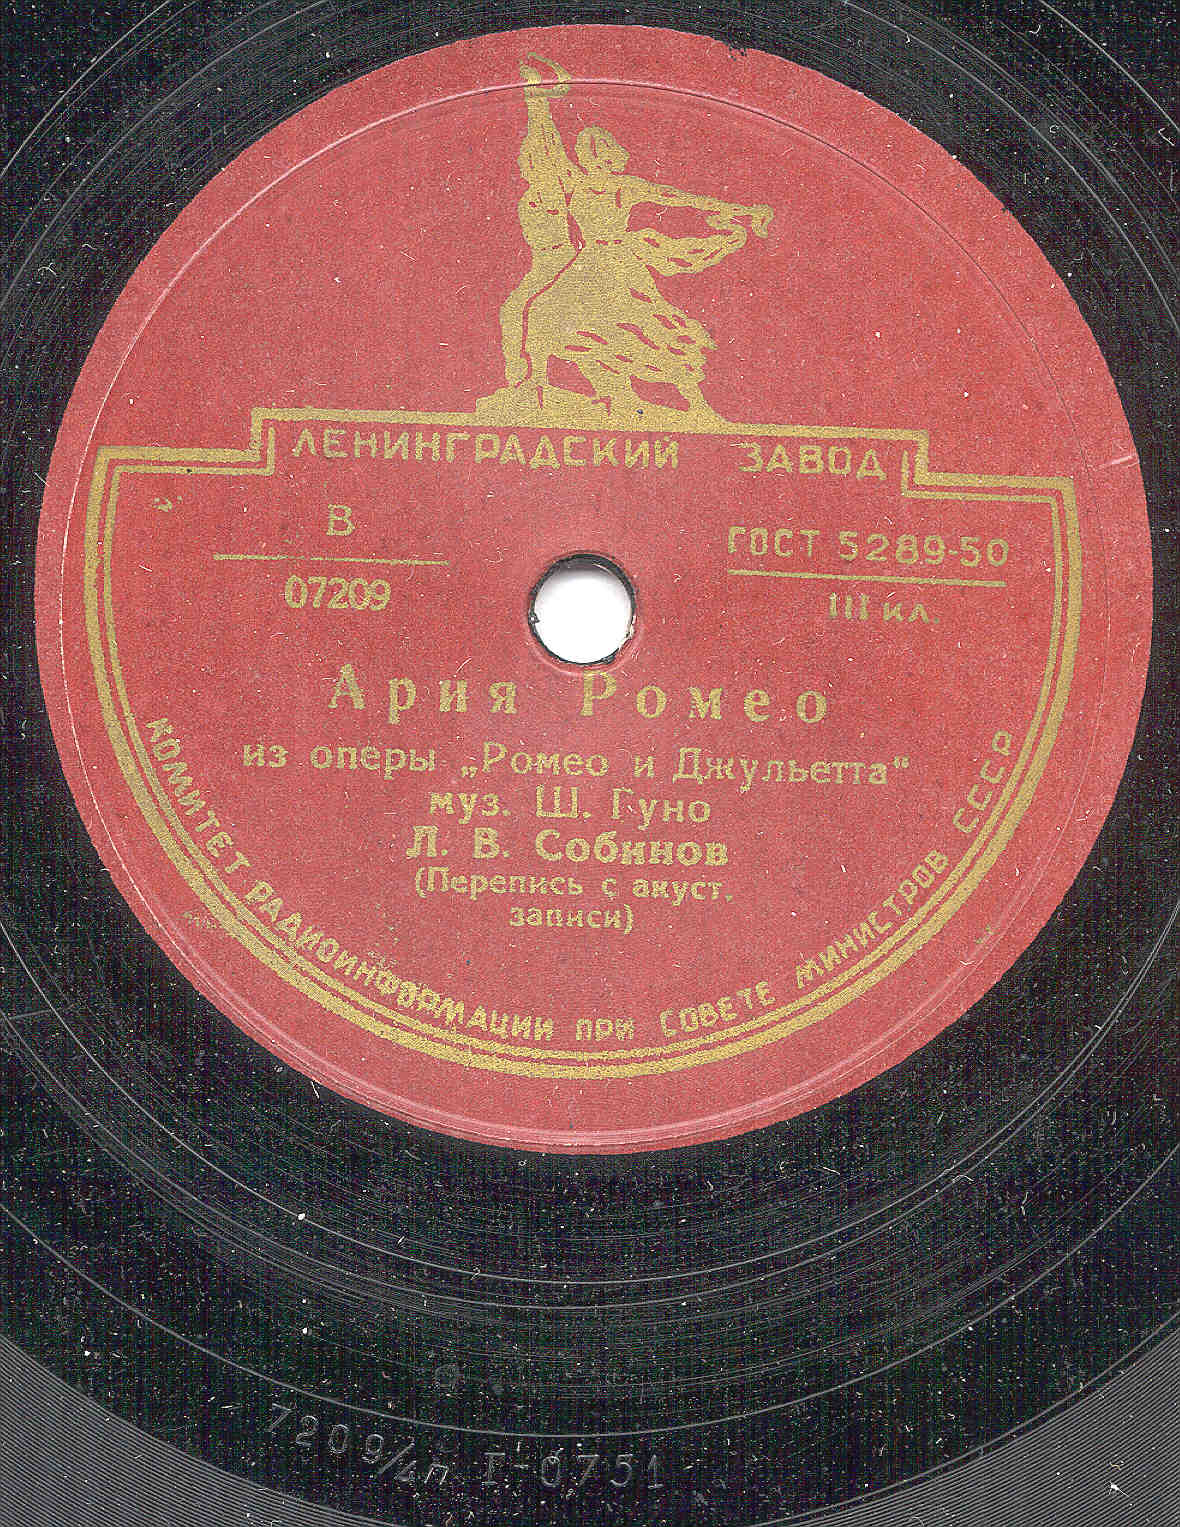 ЛЕНИНГРАДСКИЙ ЗАВОД
В
07209
ГОСТ 5289-50
III кл.
Ария Ромео
из оперы „Ромео и Джульетта“
муз. Ш. Гуно
Л. В. Собинов
(Перепись с акуст.
записи)
КОМИТЕТ РАДИОИНФОРМАЦИИ ПРИ СОВЕТЕ МИНИСТРОВ СССР
7209/4п I-0751